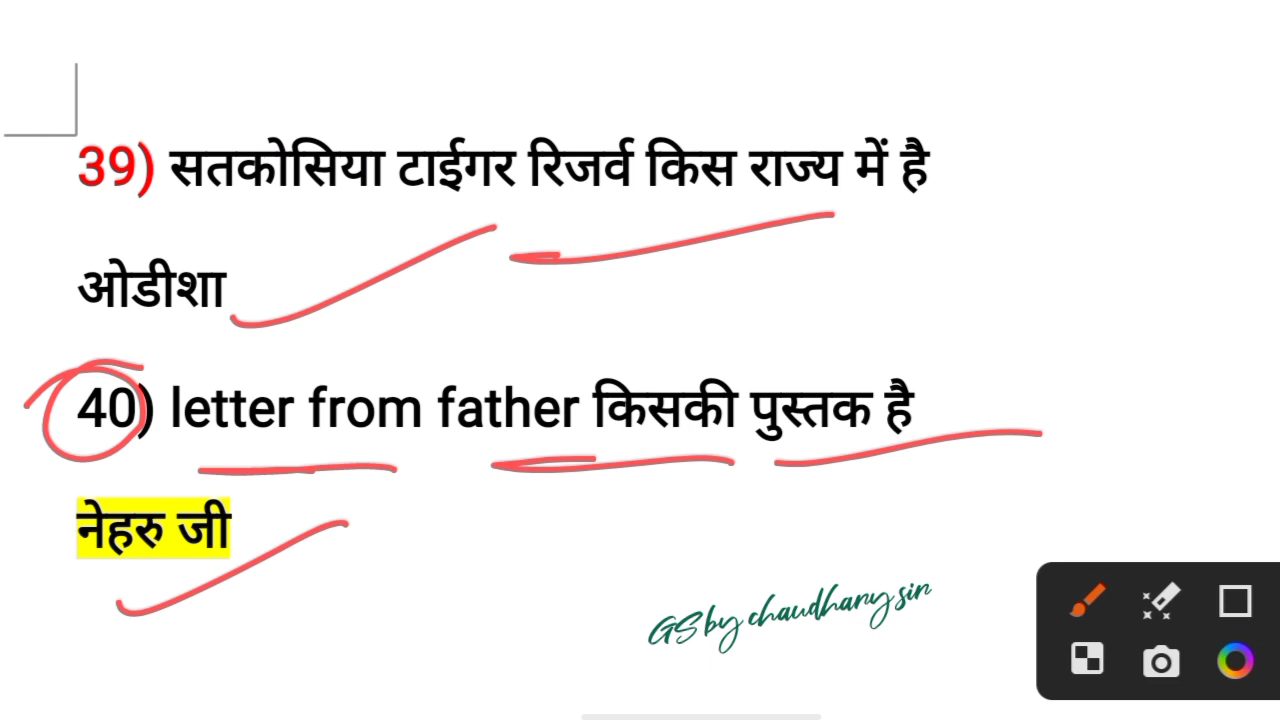 39) सतकोसिया टाईगर रिजर्व किस राज्य में है
ओडीशा
40) letter from father किसकी पुस्तक है
नेहरु जी
GS by chaudhary sir